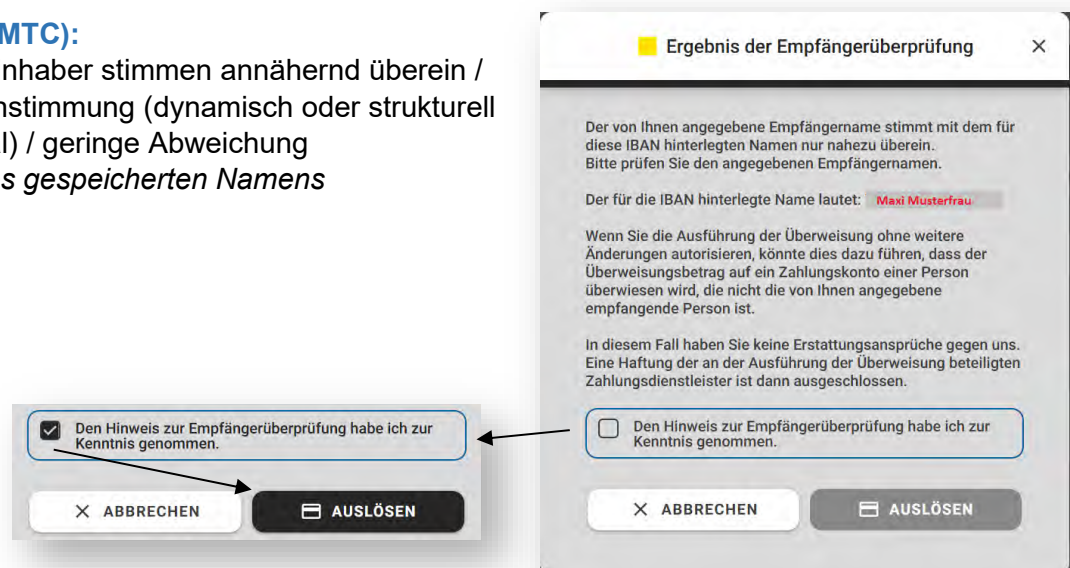 MTC):
nhaber stimmen annähernd überein /
nstimmung (dynamisch oder strukturell
l) / geringe Abweichung
s gespeicherten Namens
Ergebnis der Empfängerüberprüfung
Der von Ihnen angegebene Empfängername stimmt mit dem für
diese IBAN hinterlegten Namen nur nahezu überein.
Bitte prüfen Sie den angegebenen Empfängernamen.
Der für die IBAN hinterlegte Name lautet: Maxi Musterfrau
Wenn Sie die Ausführung der Überweisung ohne weitere
Änderungen autorisieren, könnte dies dazu führen, dass der
Überweisungsbetrag auf ein Zahlungskonto einer Person
überwiesen wird, die nicht die von Ihnen angegebene
empfangende Person ist.
In diesem Fall haben Sie keine Erstattungsansprüche gegen uns.
Eine Haftung der an der Ausführung der Überweisung beteiligten
Zahlungsdienstleister ist dann ausgeschlossen.
Den Hinweis zur Empfängerüberprüfung habe ich zur
Kenntnis genommen.
ABBRECHEN
AUSLÖSEN
Den Hinweis zur Empfängerüberprüfung habe ich zur
Kenntnis genommen.
ABBRECHEN
AUSLÖSEN